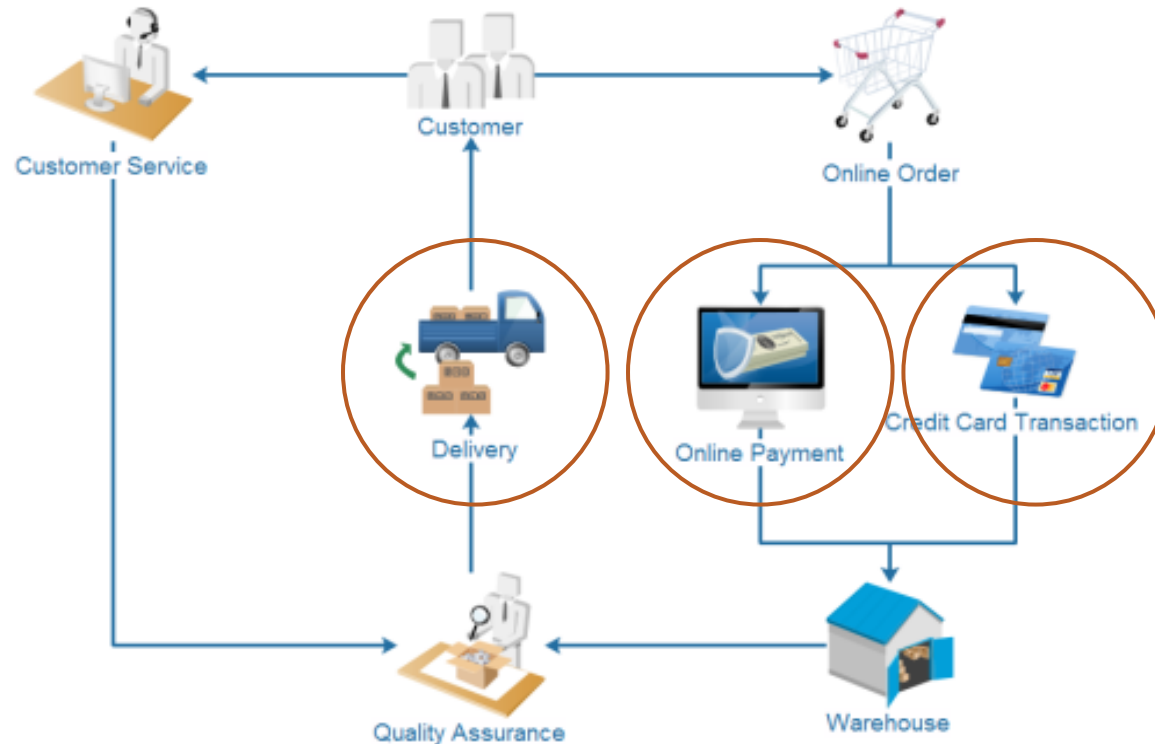 Customer
Customer Service
Online Order
Delivery
Online Payment
Credit Card Transaction
Quality Assurance
Warehouse